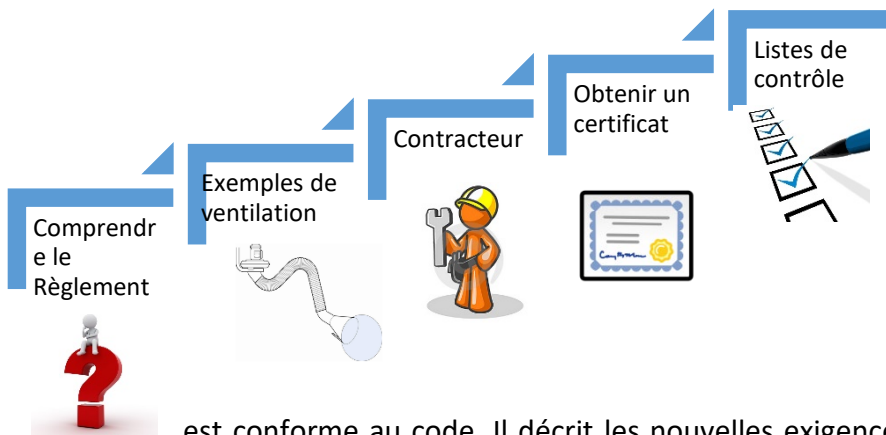 Comprendr
e le
Règlement
Exemples de
ventilation
Contracteur
Obtenir un
certificat
Listes de
contrôle
est conforme au code. Il décrit les nouvelles exigence